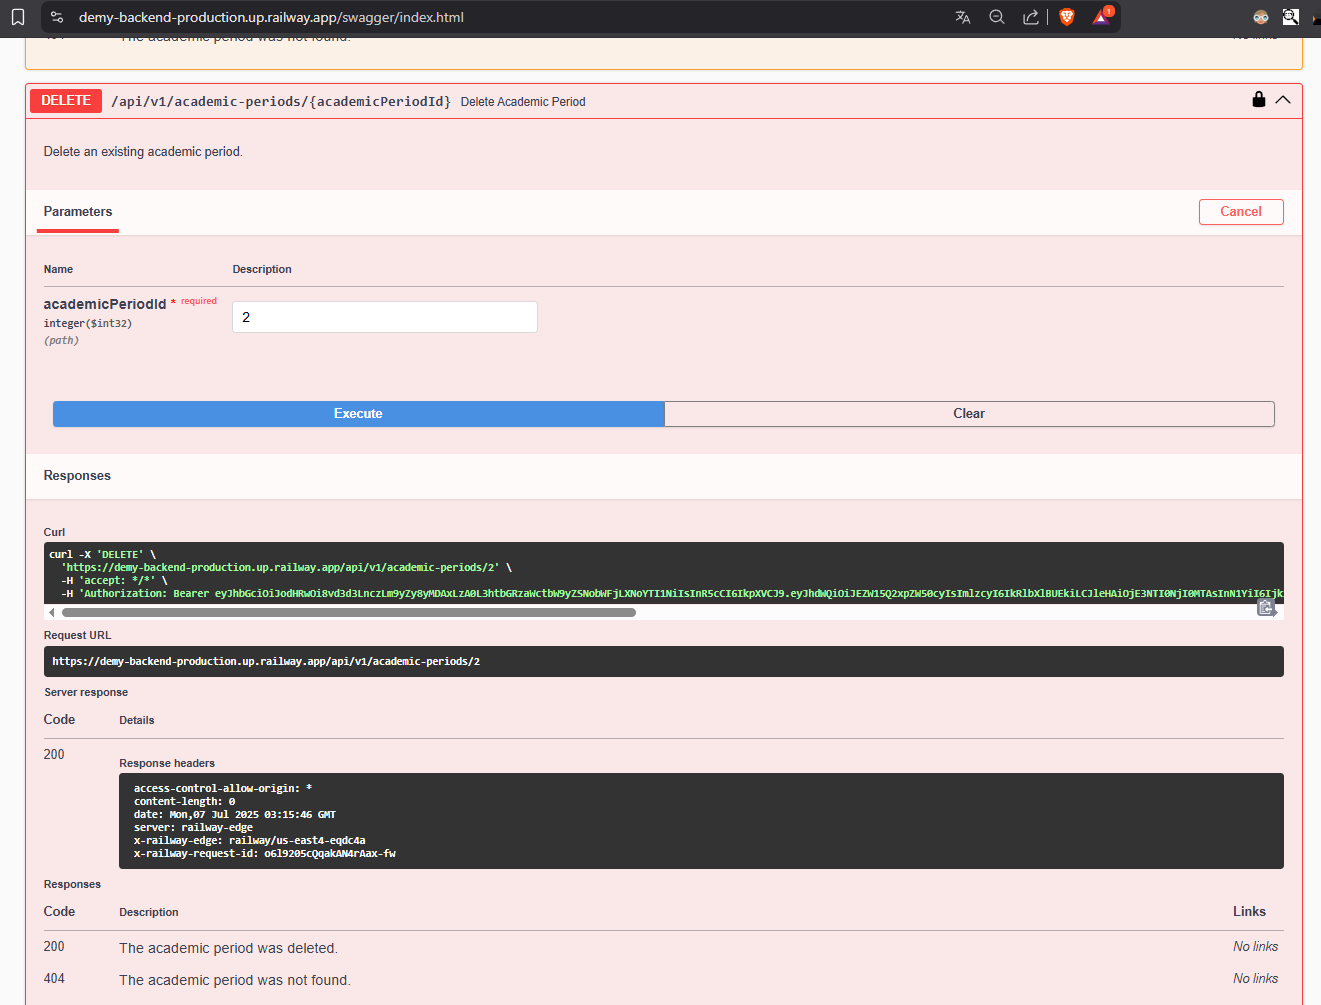 demy-backend-production.up.railway.app/swagger/index.html
1
The academic period was not found.
DELETE /api/v1/academic-periods/{academicPeriodId} Delete Academic Period
Delete an existing academic period.
Parameters
Cancel
Name Description
academicPeriodId * required
integer($int32)
(path)
2
Execute Clear
Responses
Curl
curl -X 'DELETE' \
'https://demy-backend-production.up.railway.app/api/v1/academic-periods/2' \
-H 'accept: */*' \
-H 'Authorization: Bearer
Request URL
https://demy-backend-production.up.railway.app/api/v1/academic-periods/2
Server response
Code Details
200
Response headers
access-control-allow-origin: *
content-length: 0
date: Mon,07 Jul 2025 03:15:46 GMT
server: railway-edge
x-railway-edge: railway/us-east4-eqdc4a
x-railway-request-id: o6l9205cQqakAN4rAax-fw
Responses
Code Description Links
200 The academic period was deleted. No links
404 The academic period was not found. No links